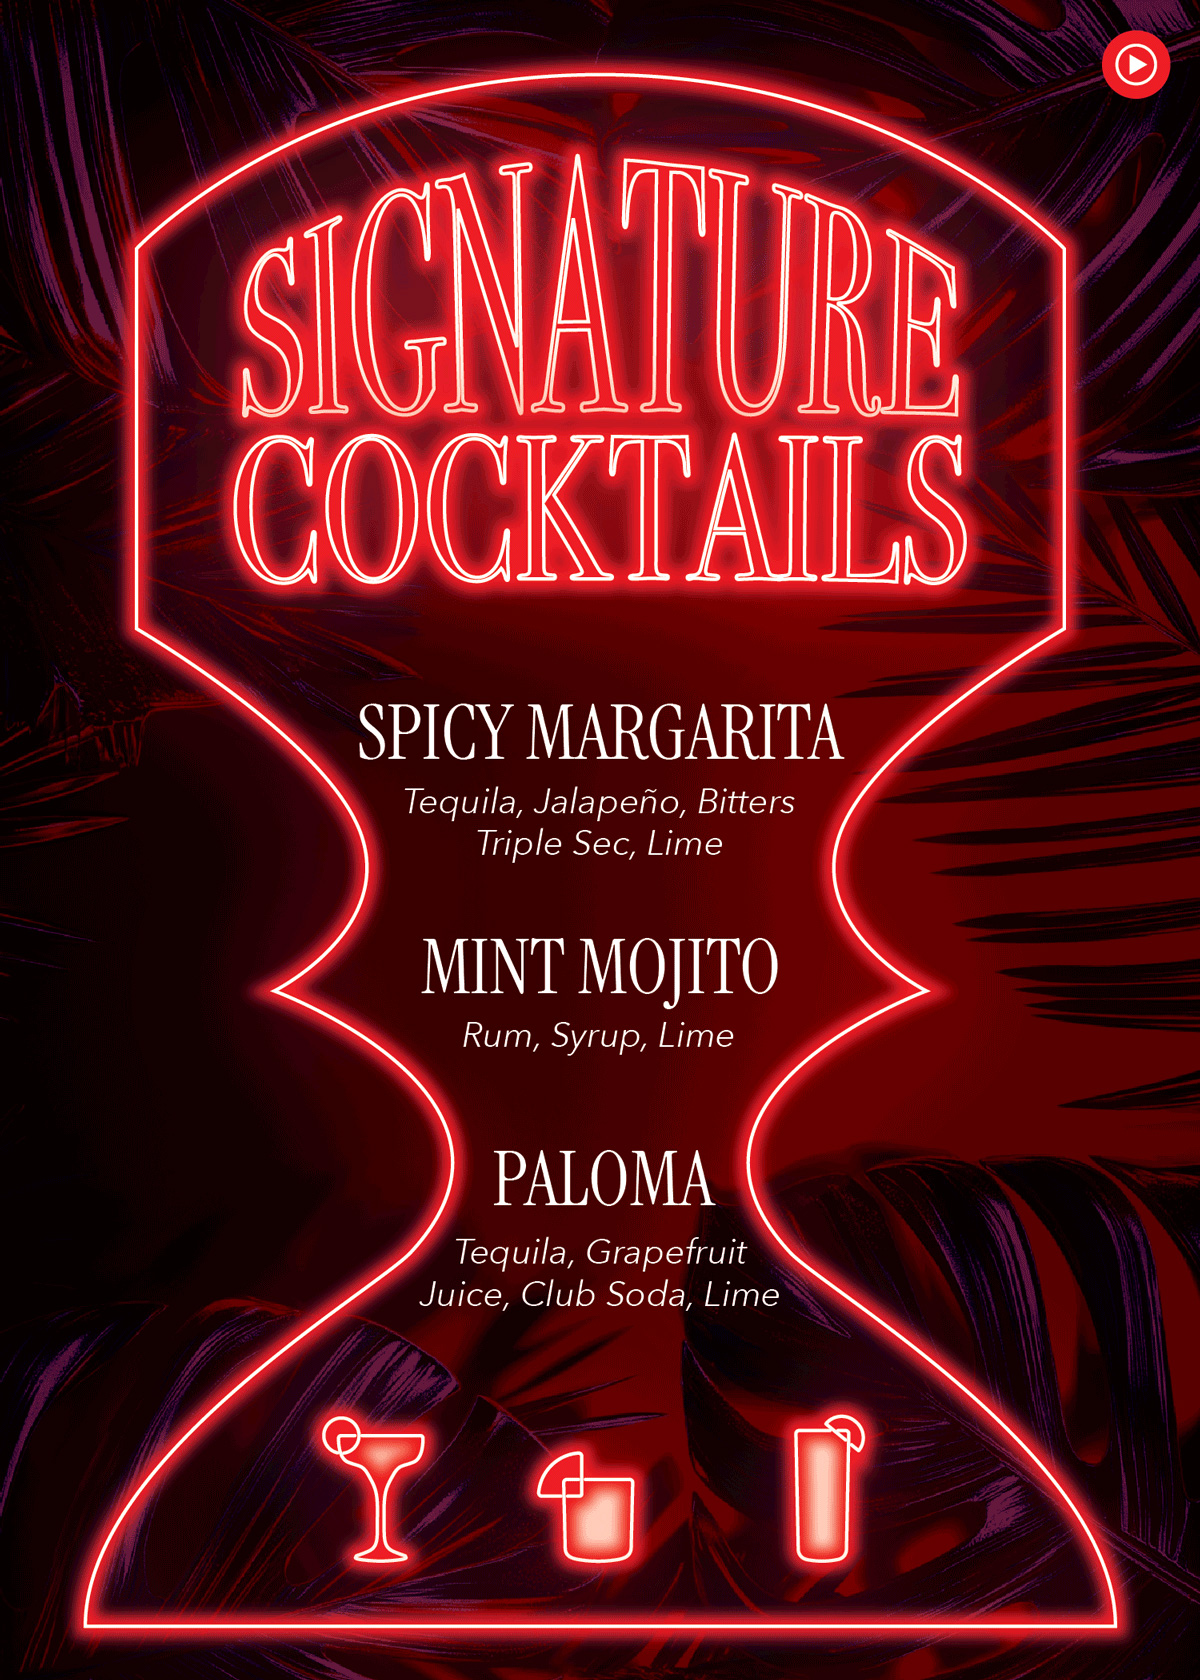 SIGNATURE
COCKTAILS
SPICY MARGARITA
Tequila, Jalapeño, Bitters
Triple Sec, Lime
MINT MOJITO
Rum, Syrup, Lime
PALOMA
Tequila, Grapefruit
Juice, Club Soda, Lime